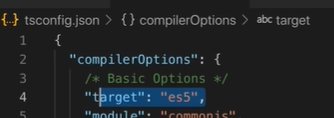 {..} tsconfig.json > {} compilerOptions > abc target
1 {
2 "compilerOptions": {
3 /* Basic Options */
4 "target": "es5",
5 "module": "commonjs"